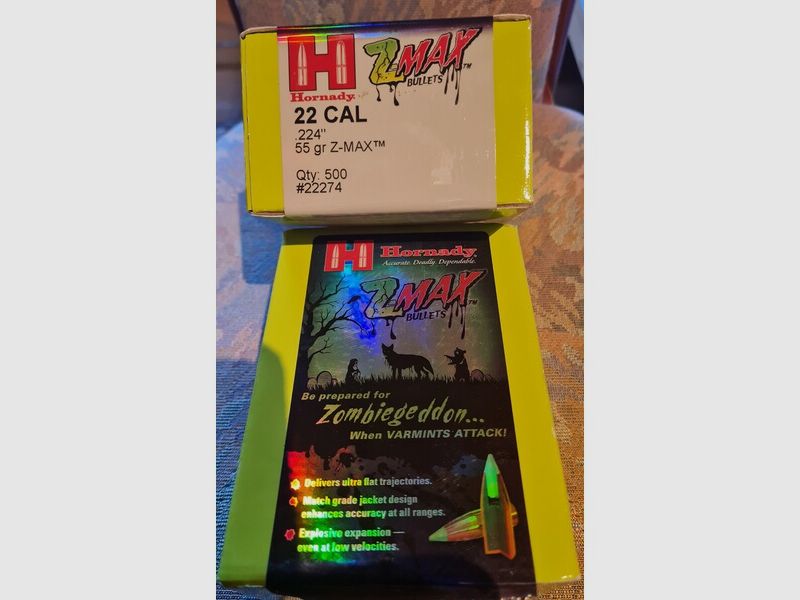 H
Hornady
ZMAX™
BULLETS
22 CAL
.224"
55 gr Z-MAX™
Qty: 500
#22274
H Hornady
Accurate. Deadly. Dependable.
ZMAX™
BULLETS
Be prepared for
Zombiegeddon...
When VARMINTS ATTACK!
Delivers ultra flat trajectories.
Match grade jacket design
enhances accuracy at all ranges.
Explosive expansion —
even at low velocities.